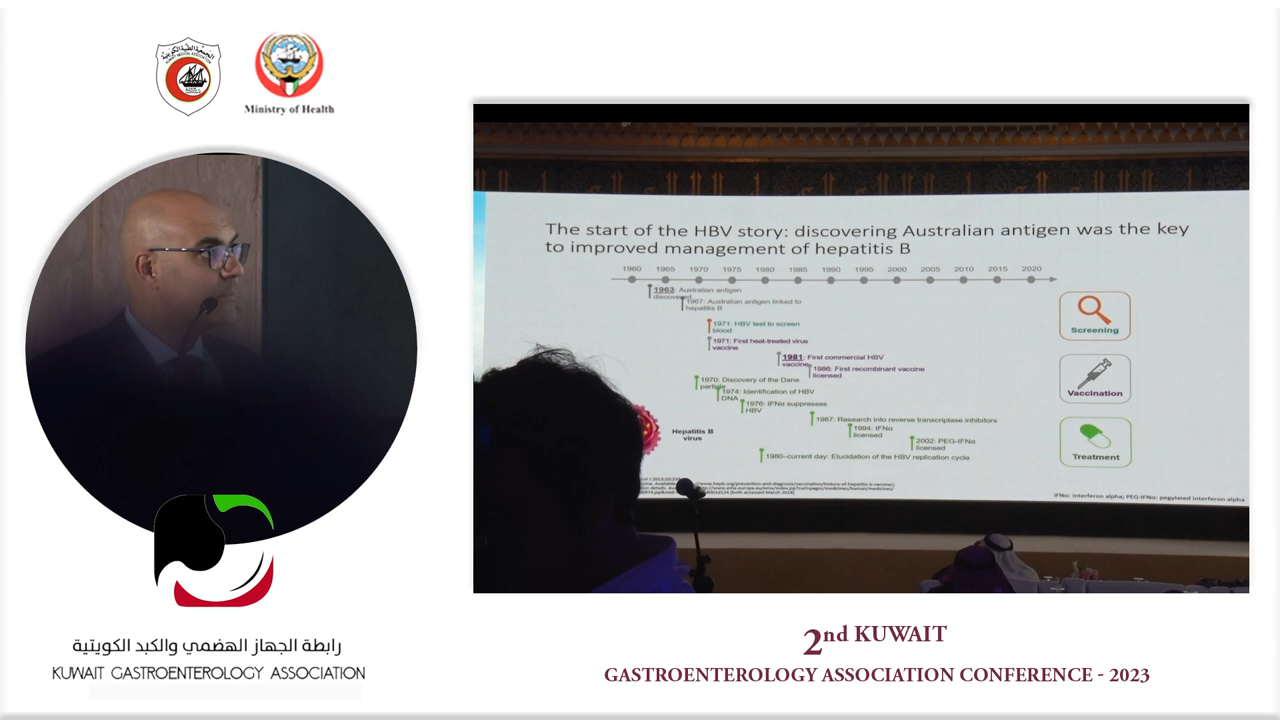 Ministry of Health
The start of the HBV story: discovering Australian antigen was the key
to improved management of hepatitis B
1960 1965 1970 1975 1980 1985 1990 1995 2000 2005 2010 2015 2020
1963: Australian antigen
discovered
1967: Australian antigen linked to
hepatitis B
1971: HBV test to screen
blood
1971: First heat-treated virus
vaccine
1981: First commercial HBV
vaccine
1986: First recombinant vaccine
licensed
1970: Discovery of the Dane
particle
1974: Identification of HBV
DNA
1976: IFNα suppresses
HBV
1987: Research into reverse transcriptase inhibitors
1994: IFNα
licensed
2002: PEG-IFNα
licensed
1980–current day: Elucidation of the HBV replication cycle
Hepatitis B
virus
Screening
Vaccination
Treatment
IFNα: interferon alpha; PEG-IFNα: pegylated interferon alpha
رابطة الجهاز الهضمي والكبد الكويتية
KUWAIT GASTROENTEROLOGY ASSOCIATION
2nd KUWAIT
GASTROENTEROLOGY ASSOCIATION CONFERENCE - 2023